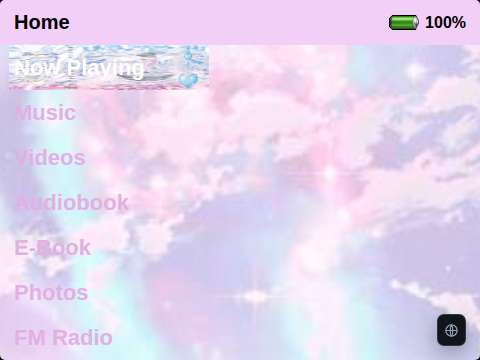 Home
100%
Now Playing
Music
Videos
Audiobook
E-Book
Photos
FM Radio